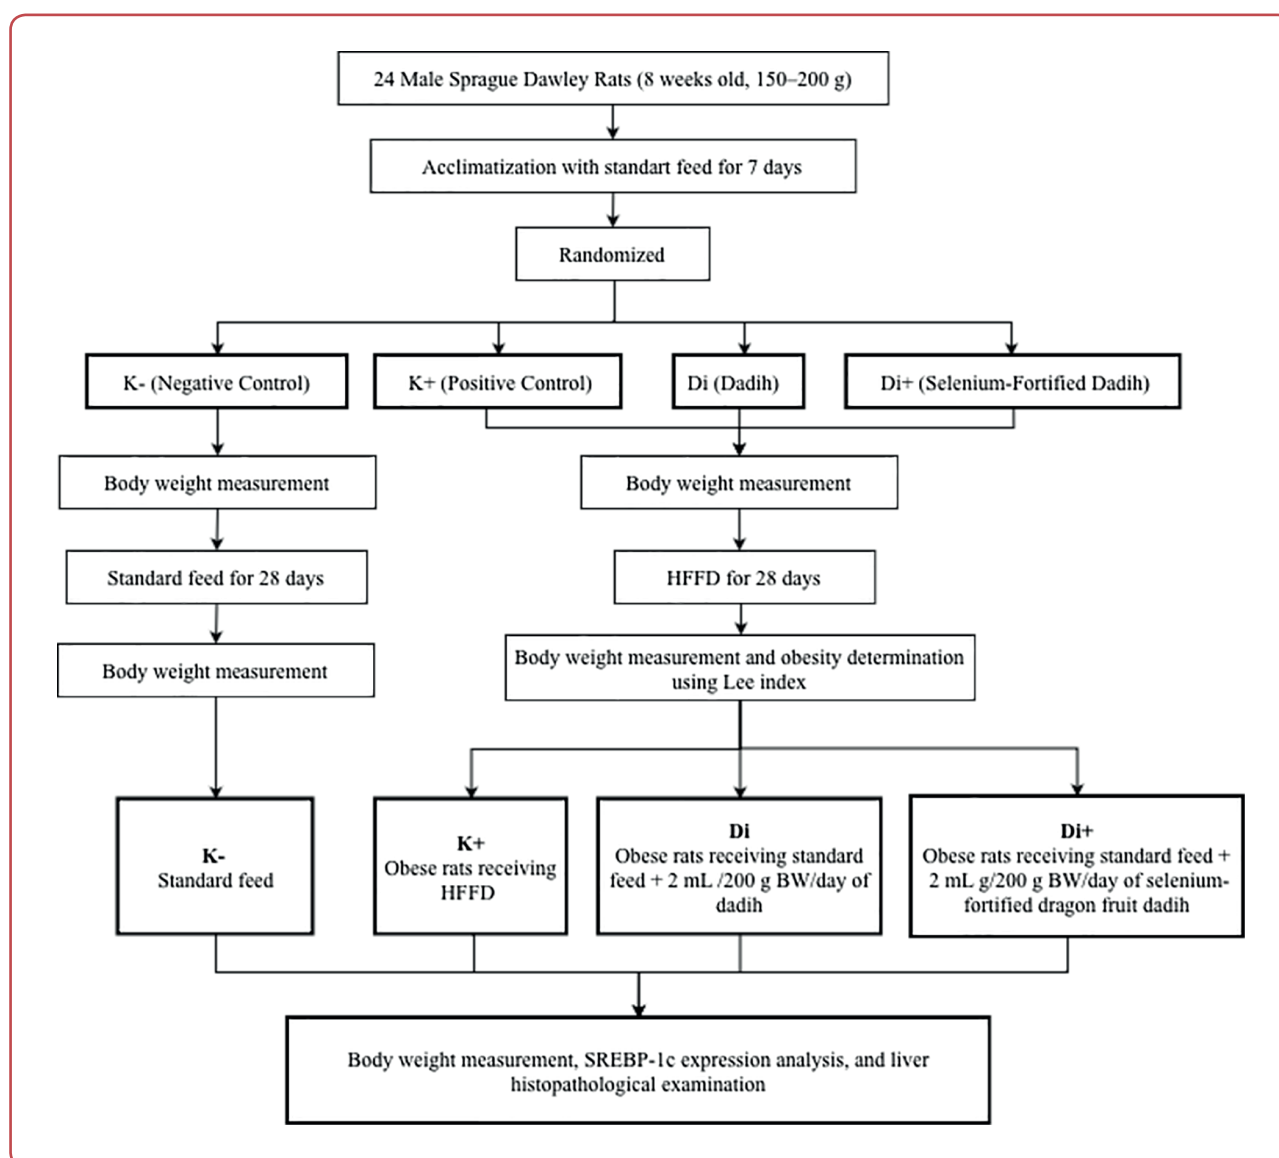 24 Male Sprague Dawley Rats (8 weeks old, 150–200 g)
Acclimatization with standart feed for 7 days
Randomized
K- (Negative Control)
K+ (Positive Control)
Di (Dadih)
Di+ (Selenium-Fortified Dadih)
Body weight measurement
Body weight measurement
Standard feed for 28 days
HFFD for 28 days
Body weight measurement
Body weight measurement and obesity determination
using Lee index
K-
Standard feed
K+
Obese rats receiving
HFFD
Di
Obese rats receiving standard
feed + 2 mL /200 g BW/day of
dadih
Di+
Obese rats receiving standard feed +
2 mL g/200 g BW/day of selenium-
fortified dragon fruit dadih
Body weight measurement, SREBP-1c expression analysis, and liver
histopathological examination